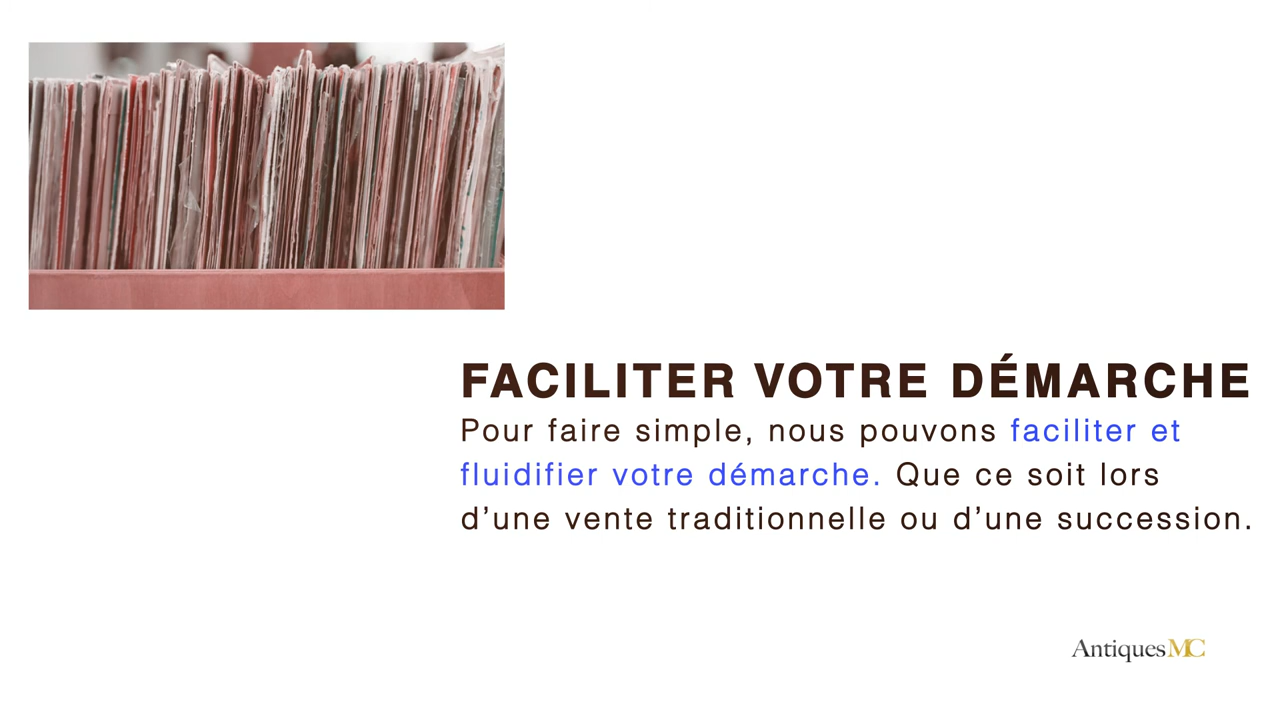 FACILITER VOTRE DÉMARCHE
Pour faire simple, nous pouvons faciliter et
fluidifier votre démarche. Que ce soit lors
d’une vente traditionnelle ou d’une succession.
AntiquesMC